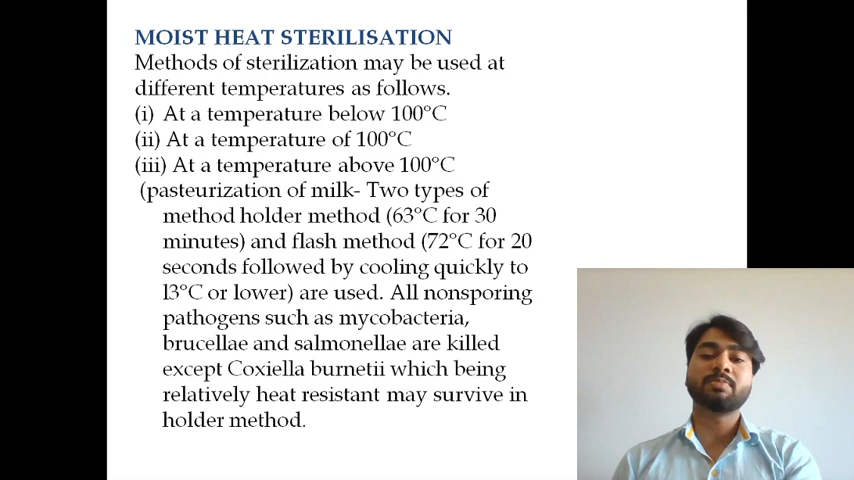 MOIST HEAT STERILISATION
Methods of sterilization may be used at
different temperatures as follows.
(i) At a temperature below 100°C
(ii) At a temperature of 100°C
(iii) At a temperature above 100°C
(pasteurization of milk- Two types of
method holder method (63°C for 30
minutes) and flash method (72°C for 20
seconds followed by cooling quickly to
l3°C or lower) are used. All nonsporing
pathogens such as mycobacteria,
brucellae and salmonellae are killed
except Coxiella burnetii which being
relatively heat resistant may survive in
holder method.